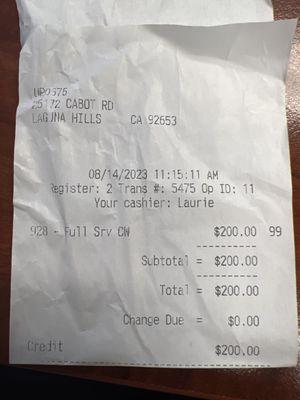 UP0575
25172 CABOT RD
LAGUNA HILLS CA 92653
08/14/2023 11:15:11 AM
Register: 2 Trans #: 5475 Op ID: 11
Your cashier: Laurie
928 - Full Srv CW $200.00 99
Subtotal = $200.00
Total = $200.00
Change Due = $0.00
Credit $200.00